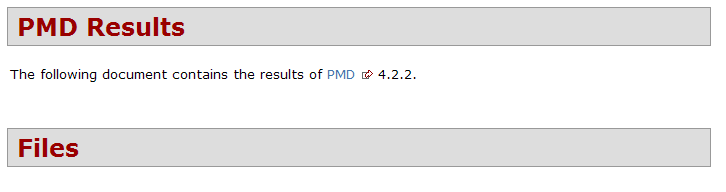 PMD Results
The following document contains the results of PMD 4.2.2.
Files